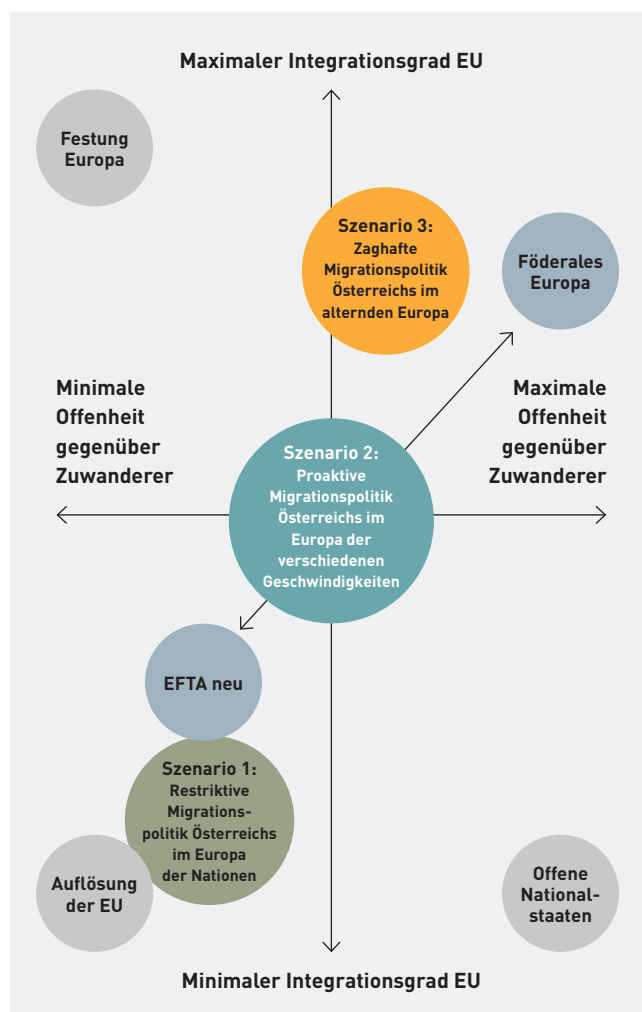 Maximaler Integrationsgrad EU
Festung
Europa
Szenario 3:
Zaghafte
Migrationspolitik
Österreichs im
alternden Europa
Föderales
Europa
Minimale
Offenheit
gegenüber
Zuwanderer
Maximale
Offenheit
gegenüber
Zuwanderer
Szenario 2:
Proaktive
Migrationspolitik
Österreichs im
Europa der
verschiedenen
Geschwindigkeiten
EFTA neu
Szenario 1:
Restriktive
Migrations-
politik Österreichs
im Europa
der Nationen
Auflösung
der EU
Offene
National-
staaten
Minimaler Integrationsgrad EU